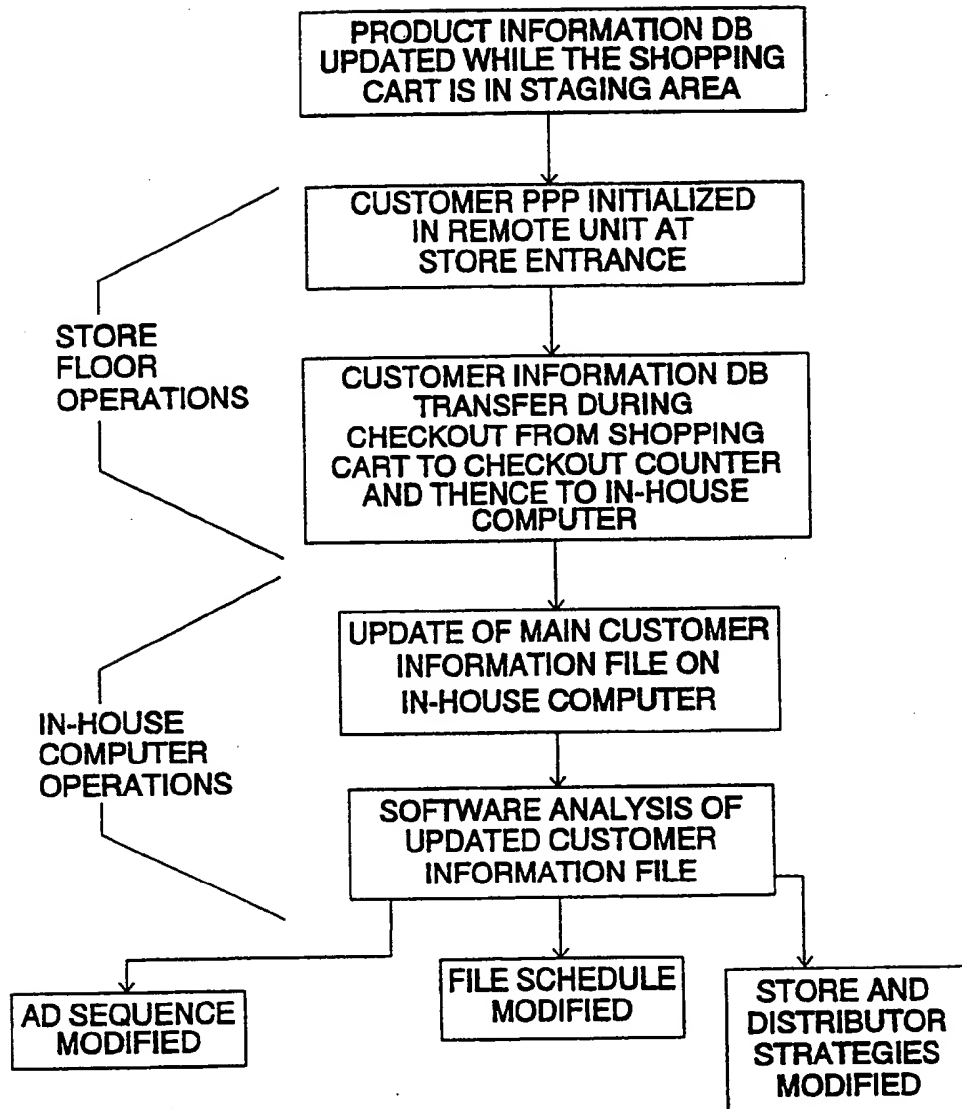 PRODUCT INFORMATION DB
UPDATED WHILE THE SHOPPING
CART IS IN STAGING AREA
CUSTOMER PPP INITIALIZED
IN REMOTE UNIT AT
STORE ENTRANCE
STORE
FLOOR
OPERATIONS
CUSTOMER INFORMATION DB
TRANSFER DURING
CHECKOUT FROM SHOPPING
CART TO CHECKOUT COUNTER
AND THENCE TO IN-HOUSE
COMPUTER
UPDATE OF MAIN CUSTOMER
INFORMATION FILE ON
IN-HOUSE COMPUTER
IN-HOUSE
COMPUTER
OPERATIONS
SOFTWARE ANALYSIS OF
UPDATED CUSTOMER
INFORMATION FILE
AD SEQUENCE
MODIFIED
FILE SCHEDULE
MODIFIED
STORE AND
DISTRIBUTOR
STRATEGIES
MODIFIED